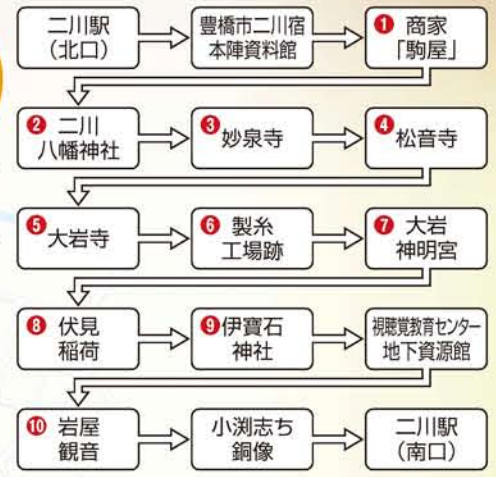 二川駅
(北口)
豊橋市二川宿
本陣資料館
❶ 商家
「駒屋」
❷ 二川
八幡神社
❸ 妙泉寺
❹ 松音寺
❺ 大岩寺
❻ 製糸
工場跡
❼ 大岩
神明宮
❽ 伏見
稲荷
❾ 伊寶石
神社
視聴覚教育センター
地下資源館
❿ 岩屋
観音
小渕志ち
銅像
二川駅
(南口)